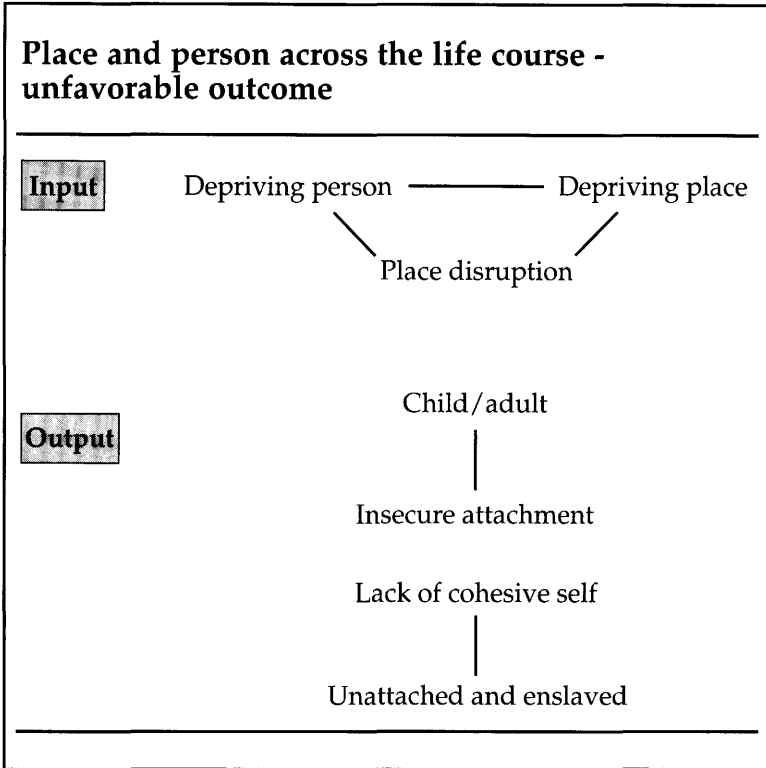 Place and person across the life course -
unfavorable outcome
Input
Depriving person
Depriving place
Place disruption
Child/adult
Output
Insecure attachment
Lack of cohesive self
Unattached and enslaved